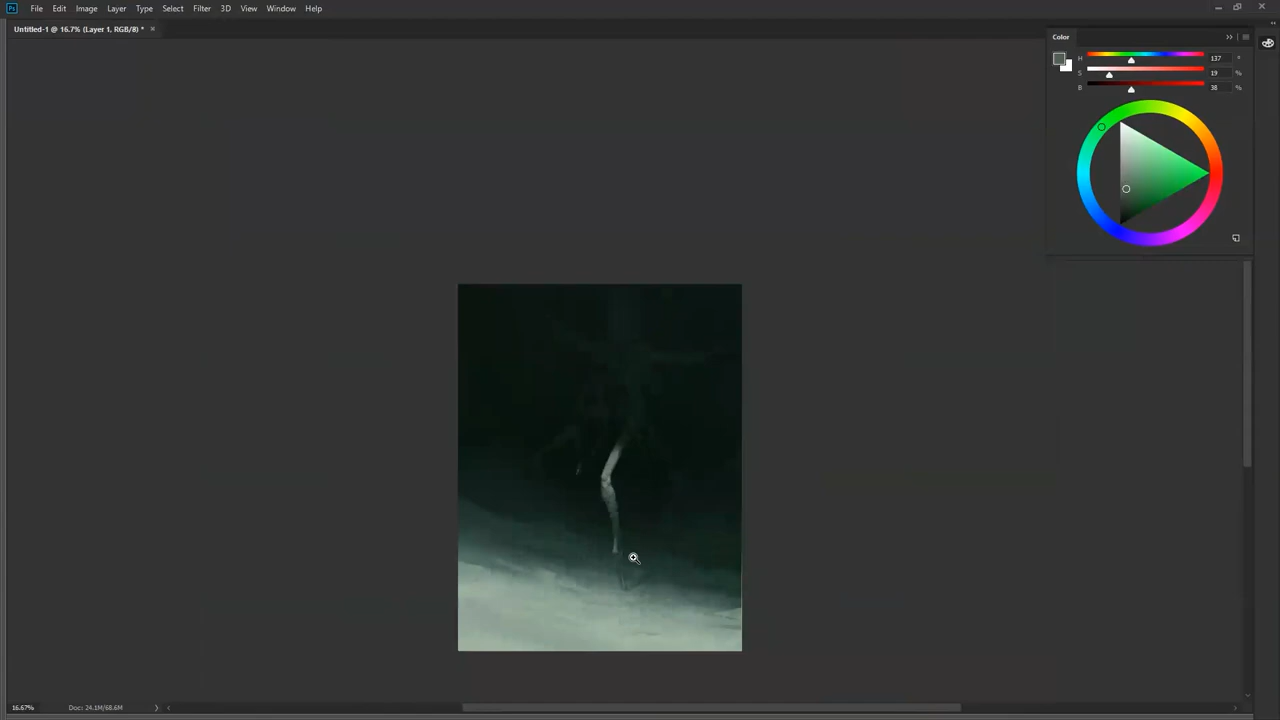 Ps File Edit Image Layer Type Select Filter 3D View Window Help
Untitled-1 @ 16.7% (Layer 1, RGB/8) * ×
Color
H 137 °
S 19 %
B 38 %
16.67% Doc: 24.1M/68.6M